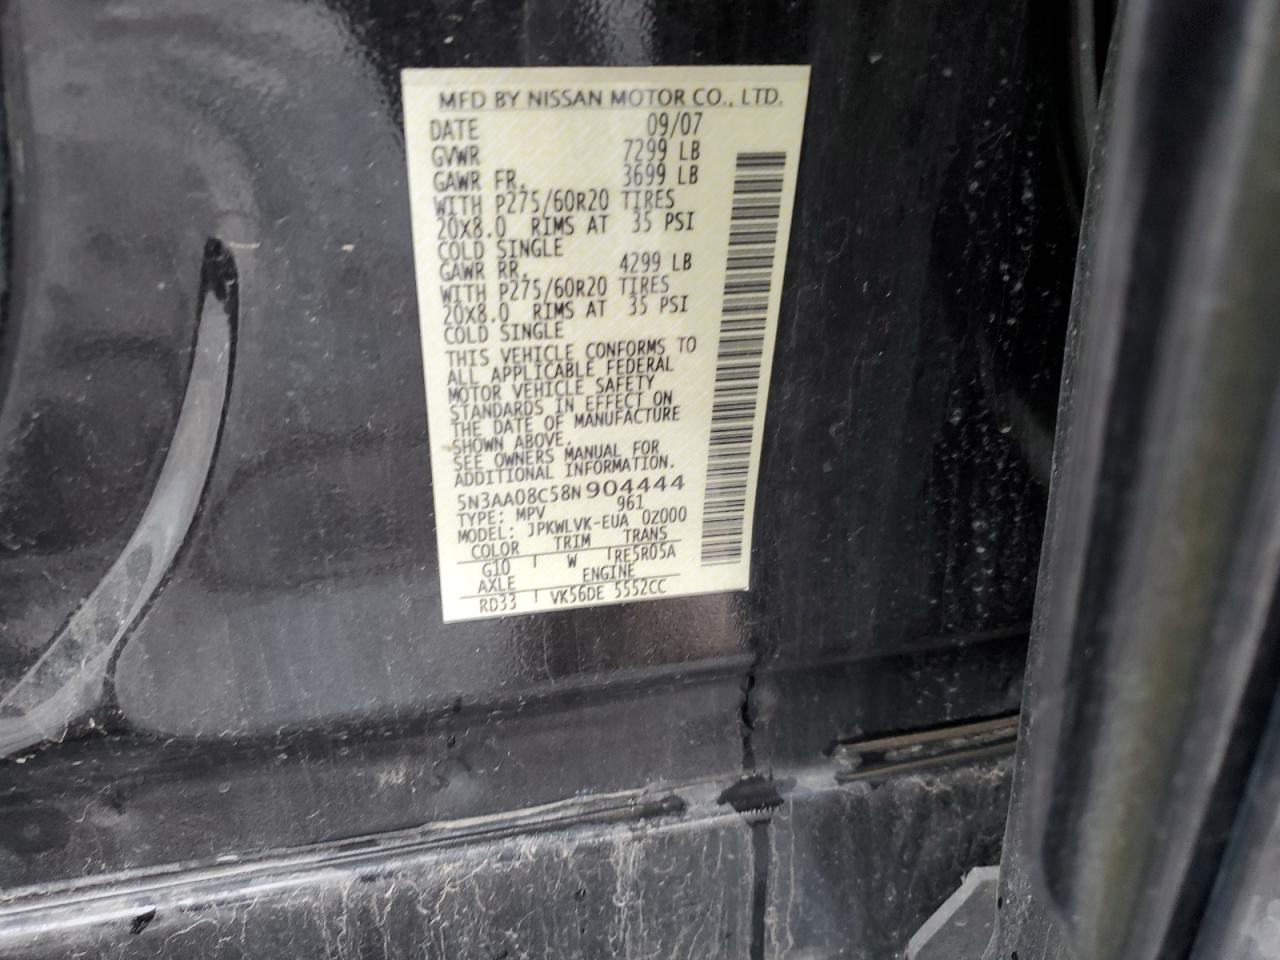 MFD BY NISSAN MOTOR CO., LTD.
DATE 09/07
GVWR 7299 LB
GAWR FR. 3699 LB
WITH P275/60R20 TIRES
20X8.0 RIMS AT 35 PSI
COLD SINGLE
GAWR RR. 4299 LB
WITH P275/60R20 TIRES
20X8.0 RIMS AT 35 PSI
COLD SINGLE
THIS VEHICLE CONFORMS TO
ALL APPLICABLE FEDERAL
MOTOR VEHICLE SAFETY
STANDARDS IN EFFECT ON
THE DATE OF MANUFACTURE
SHOWN ABOVE.
SEE OWNERS MANUAL FOR
ADDITIONAL INFORMATION.
5N3AA08C58N904444
TYPE: MPV 961
MODEL: JPKWLVK-EUA 0Z000
COLOR TRIM TRANS
G10 W RE5R05A
AXLE ENGINE
RD33 VK56DE 5552CC